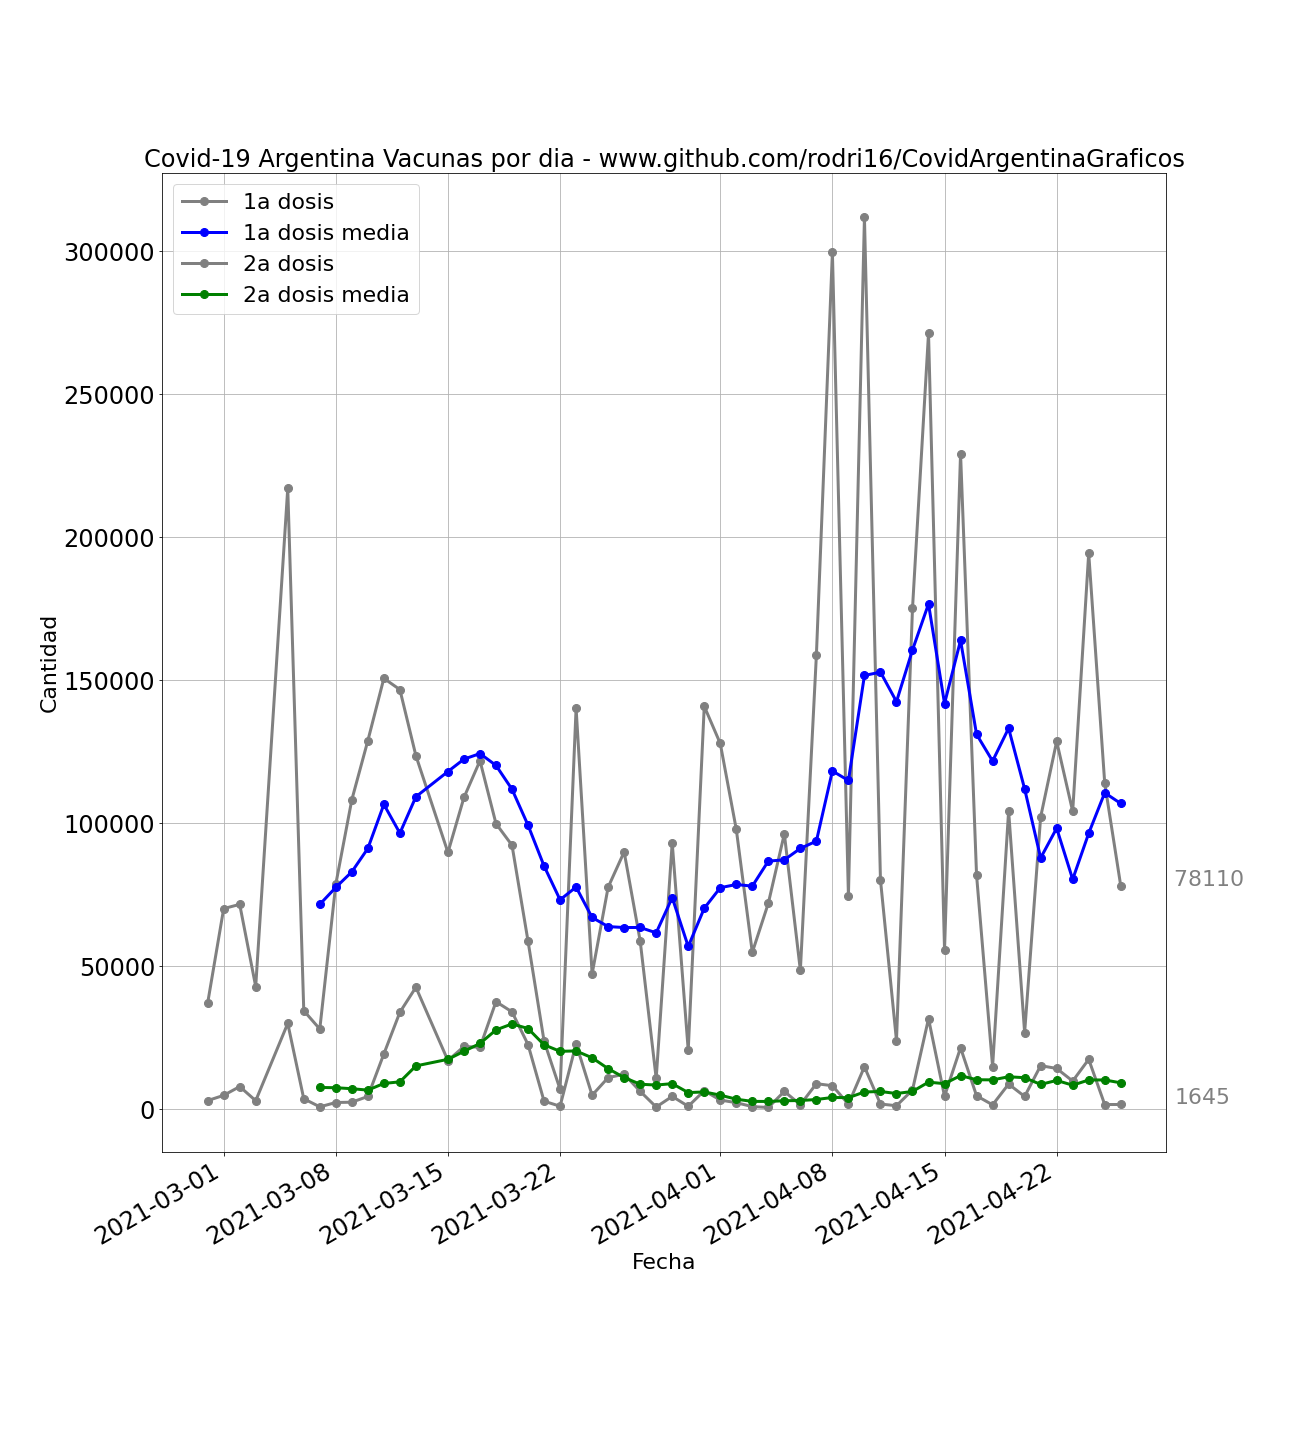 Covid-19 Argentina Vacunas por dia - www.github.com/rodri16/CovidArgentinaGraficos
1a dosis
1a dosis media
2a dosis
2a dosis media
300000
250000
200000
150000
100000
50000
0
Cantidad
78110
1645
2021-03-01
2021-03-08
2021-03-15
2021-03-22
2021-04-01
2021-04-08
2021-04-15
2021-04-22
Fecha